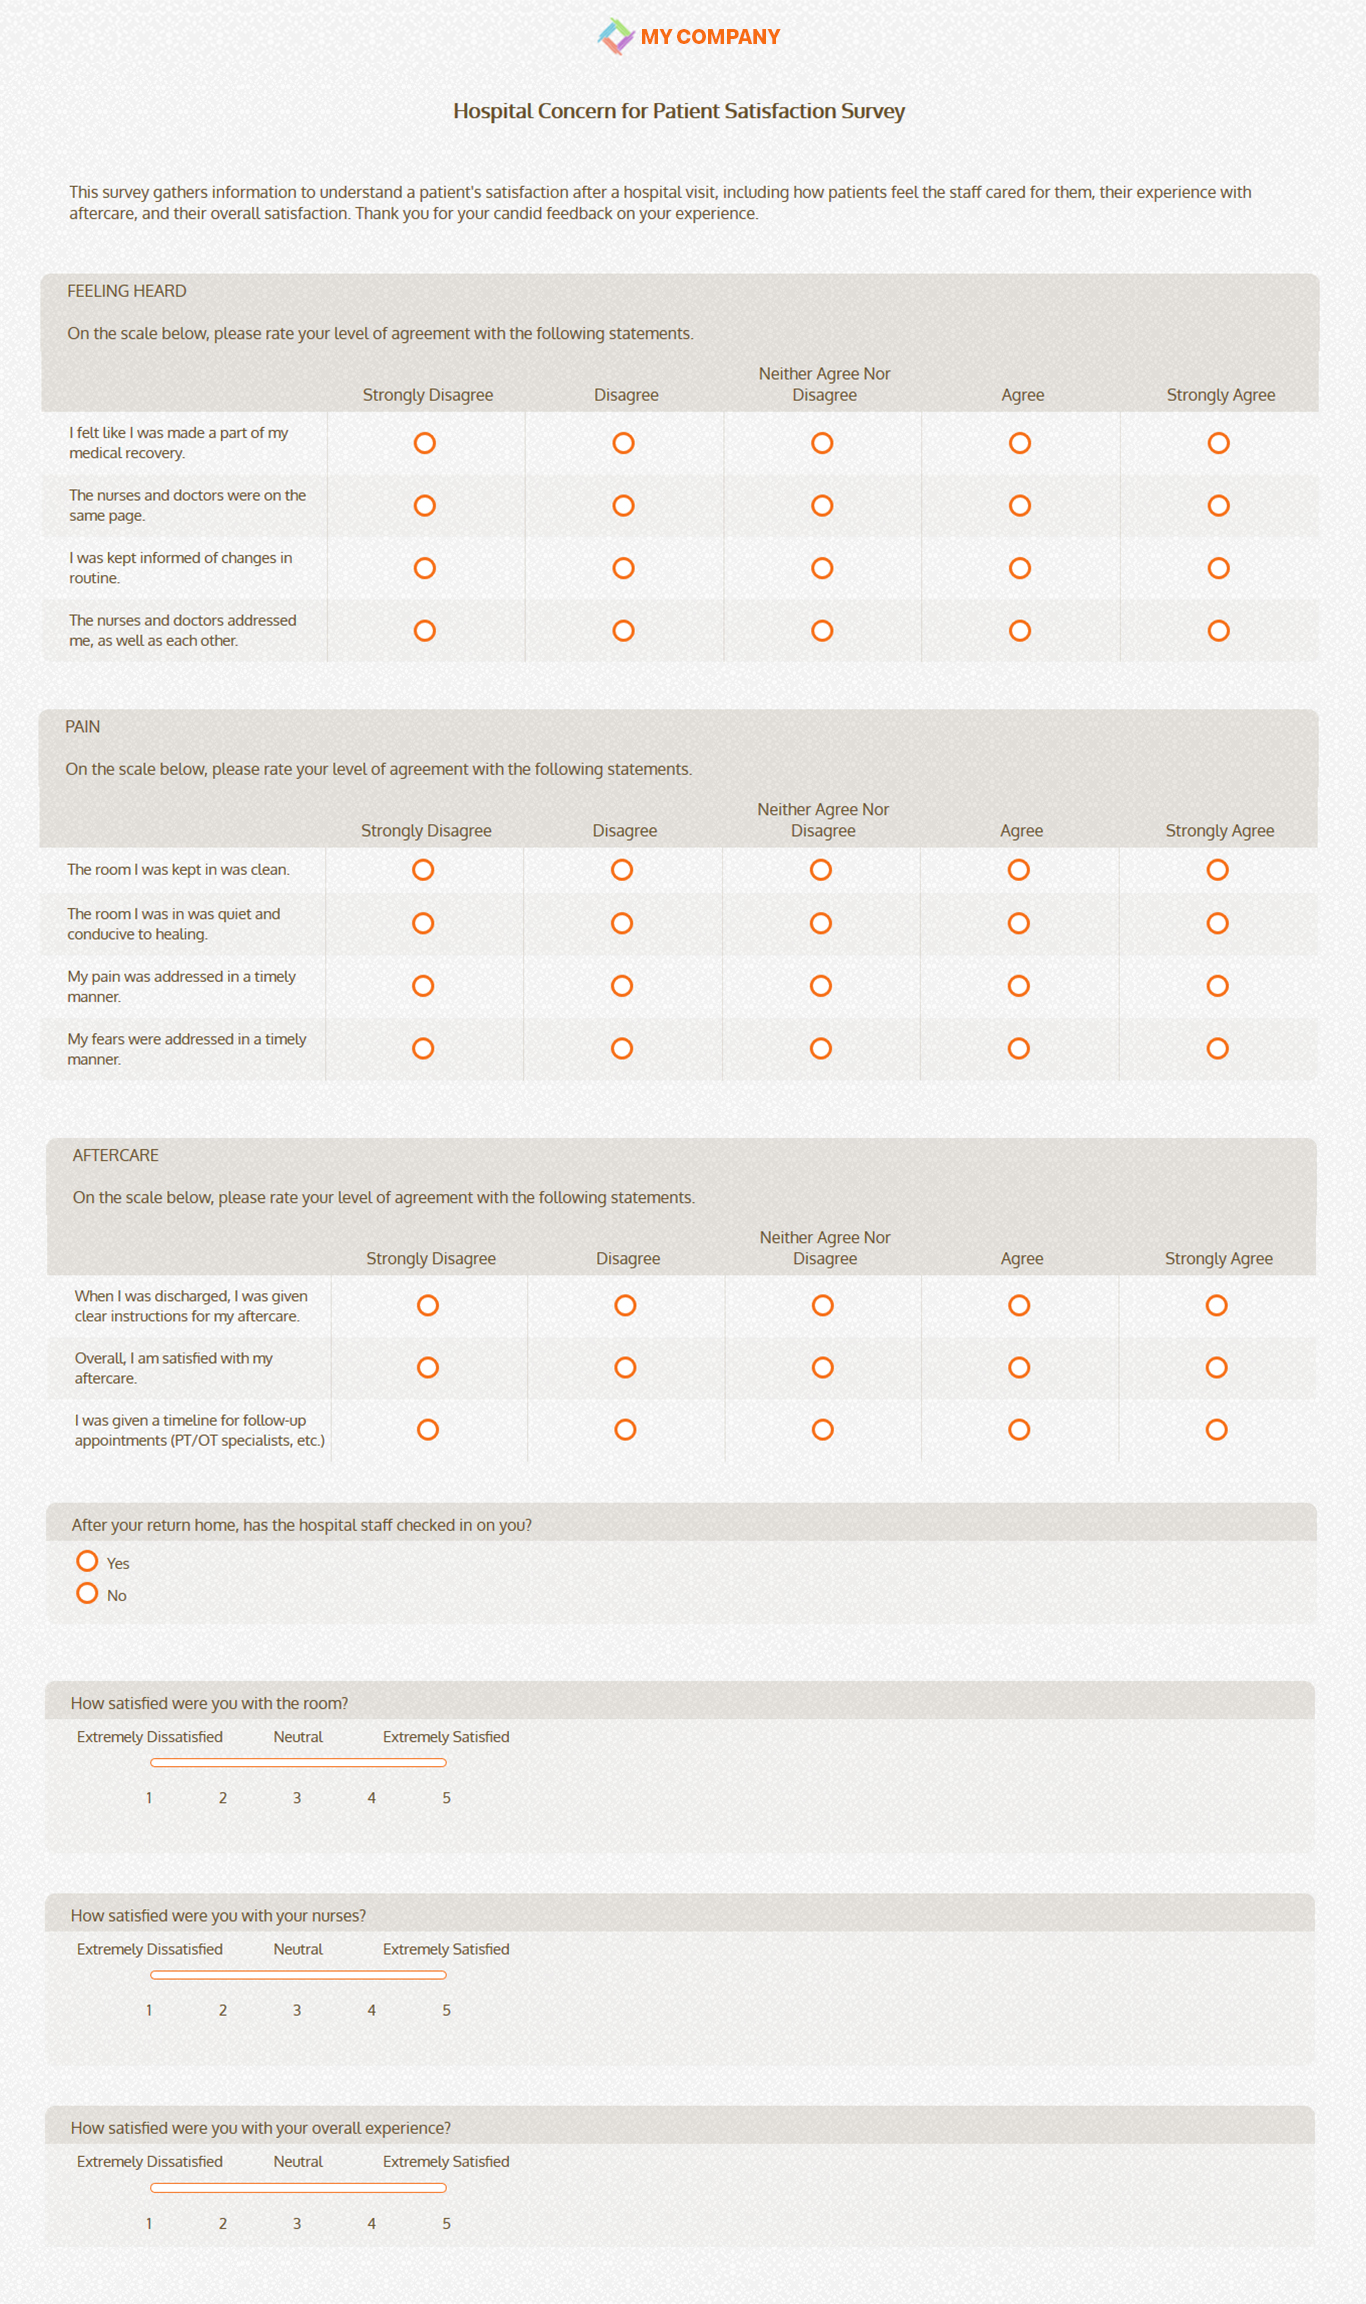 MY COMPANY
Hospital Concern for Patient Satisfaction Survey
This survey gathers information to understand a patient's satisfaction after a hospital visit, including how patients feel the staff cared for them, their experience with
aftercare, and their overall satisfaction. Thank you for your candid feedback on your experience.
FEELING HEARD
On the scale below, please rate your level of agreement with the following statements.
Neither Agree Nor
Strongly Disagree Disagree Disagree Agree Strongly Agree
I felt like I was made a part of my
medical recovery.
The nurses and doctors were on the
same page.
I was kept informed of changes in
routine.
The nurses and doctors addressed
me, as well as each other.
PAIN
On the scale below, please rate your level of agreement with the following statements.
Neither Agree Nor
Strongly Disagree Disagree Disagree Agree Strongly Agree
The room I was kept in was clean.
The room I was in was quiet and
conducive to healing.
My pain was addressed in a timely
manner.
My fears were addressed in a timely
manner.
AFTERCARE
On the scale below, please rate your level of agreement with the following statements.
Neither Agree Nor
Strongly Disagree Disagree Disagree Agree Strongly Agree
When I was discharged, I was given
clear instructions for my aftercare.
Overall, I am satisfied with my
aftercare.
I was given a timeline for follow-up
appointments (PT/OT specialists, etc.)
After your return home, has the hospital staff checked in on you?
Yes
No
How satisfied were you with the room?
Extremely Dissatisfied Neutral Extremely Satisfied
1 2 3 4 5
How satisfied were you with your nurses?
Extremely Dissatisfied Neutral Extremely Satisfied
1 2 3 4 5
How satisfied were you with your overall experience?
Extremely Dissatisfied Neutral Extremely Satisfied
1 2 3 4 5